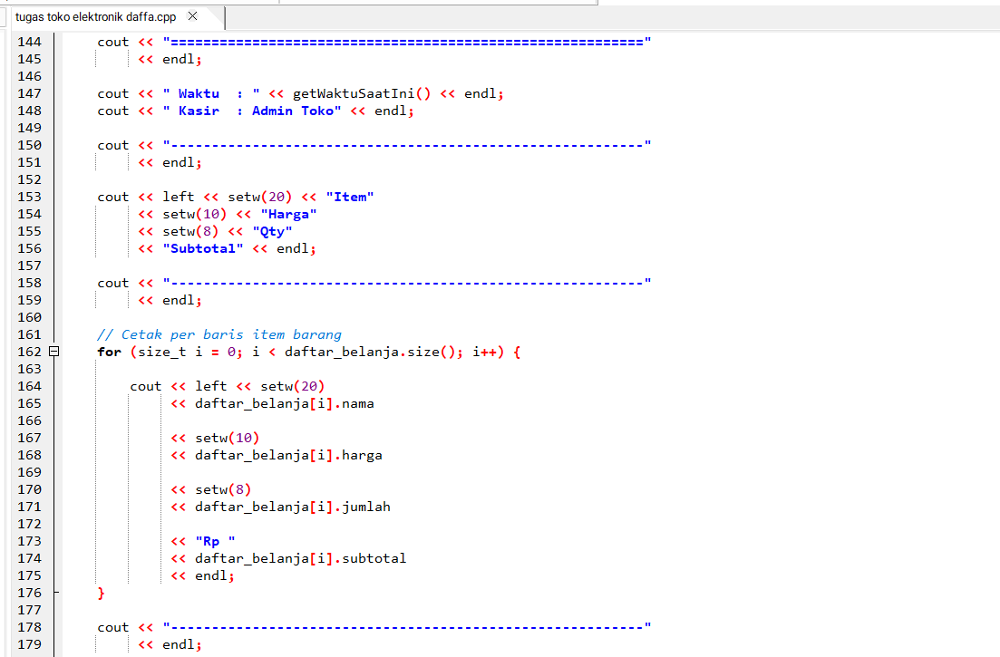 tugas toko elektronik daffa.cpp
144 cout << "=========================================================="
145 << endl;
146
147 cout << " Waktu  : " << getWaktuSaatIni() << endl;
148 cout << " Kasir  : Admin Toko" << endl;
149
150 cout << "----------------------------------------------------------"
151 << endl;
152
153 cout << left << setw(20) << "Item"
154 << setw(10) << "Harga"
155 << setw(8) << "Qty"
156 << "Subtotal" << endl;
157
158 cout << "----------------------------------------------------------"
159 << endl;
160
161 // Cetak per baris item barang
162 for (size_t i = 0; i < daftar_belanja.size(); i++) {
163
164 cout << left << setw(20)
165 << daftar_belanja[i].nama
166
167 << setw(10)
168 << daftar_belanja[i].harga
169
170 << setw(8)
171 << daftar_belanja[i].jumlah
172
173 << "Rp "
174 << daftar_belanja[i].subtotal
175 << endl;
176 }
177
178 cout << "----------------------------------------------------------"
179 << endl;